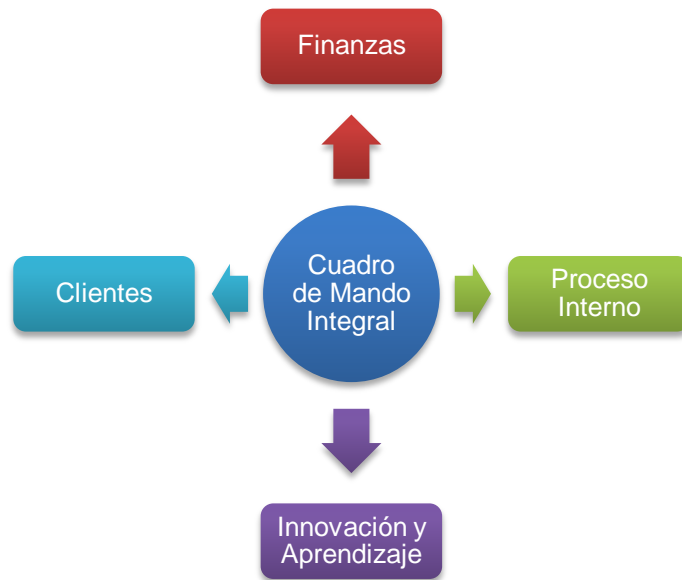 Finanzas
Cuadro
de Mando
Integral
Clientes
Proceso
Interno
Innovación y
Aprendizaje